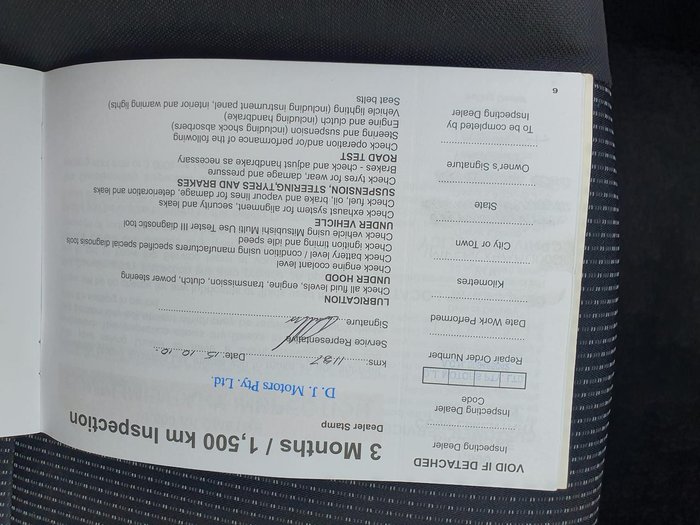 3 Months / 1,500 km Inspection
Dealer Stamp
D. J. Motors Pty. Ltd.
kms: 1137 Date: 15.10.10
Service Representative
Signature:
LUBRICATION
Check all fluid levels, engine, transmission, clutch, power steering
UNDER HOOD
Check engine coolant level
Check battery level / condition using manufacturers specified special diagnosis tools
Check ignition timing and idle speed
Check vehicle using Mitsubishi Multi Use Tester III diagnostic tool
UNDER VEHICLE
Check exhaust system for alignment, security and leaks
Check fuel, oil, brake and vapour lines for damage, deterioration and leaks
SUSPENSION, STEERING,TYRES AND BRAKES
Check tyres for wear, damage and pressure
Brakes - check and adjust handbrake as necessary
ROAD TEST
Check operation and/or performance of the following
Steering and suspension (including shock absorbers)
Engine and clutch (including handbrake)
Vehicle lighting (including instrument panel, interior and warning lights)
Seat belts
VOID IF DETACHED
Inspecting Dealer
Inspecting Dealer
Code
Repair Order Number
Date Work Performed
Kilometres
City or Town
State
Owner's Signature
To be completed by
Inspecting Dealer
6